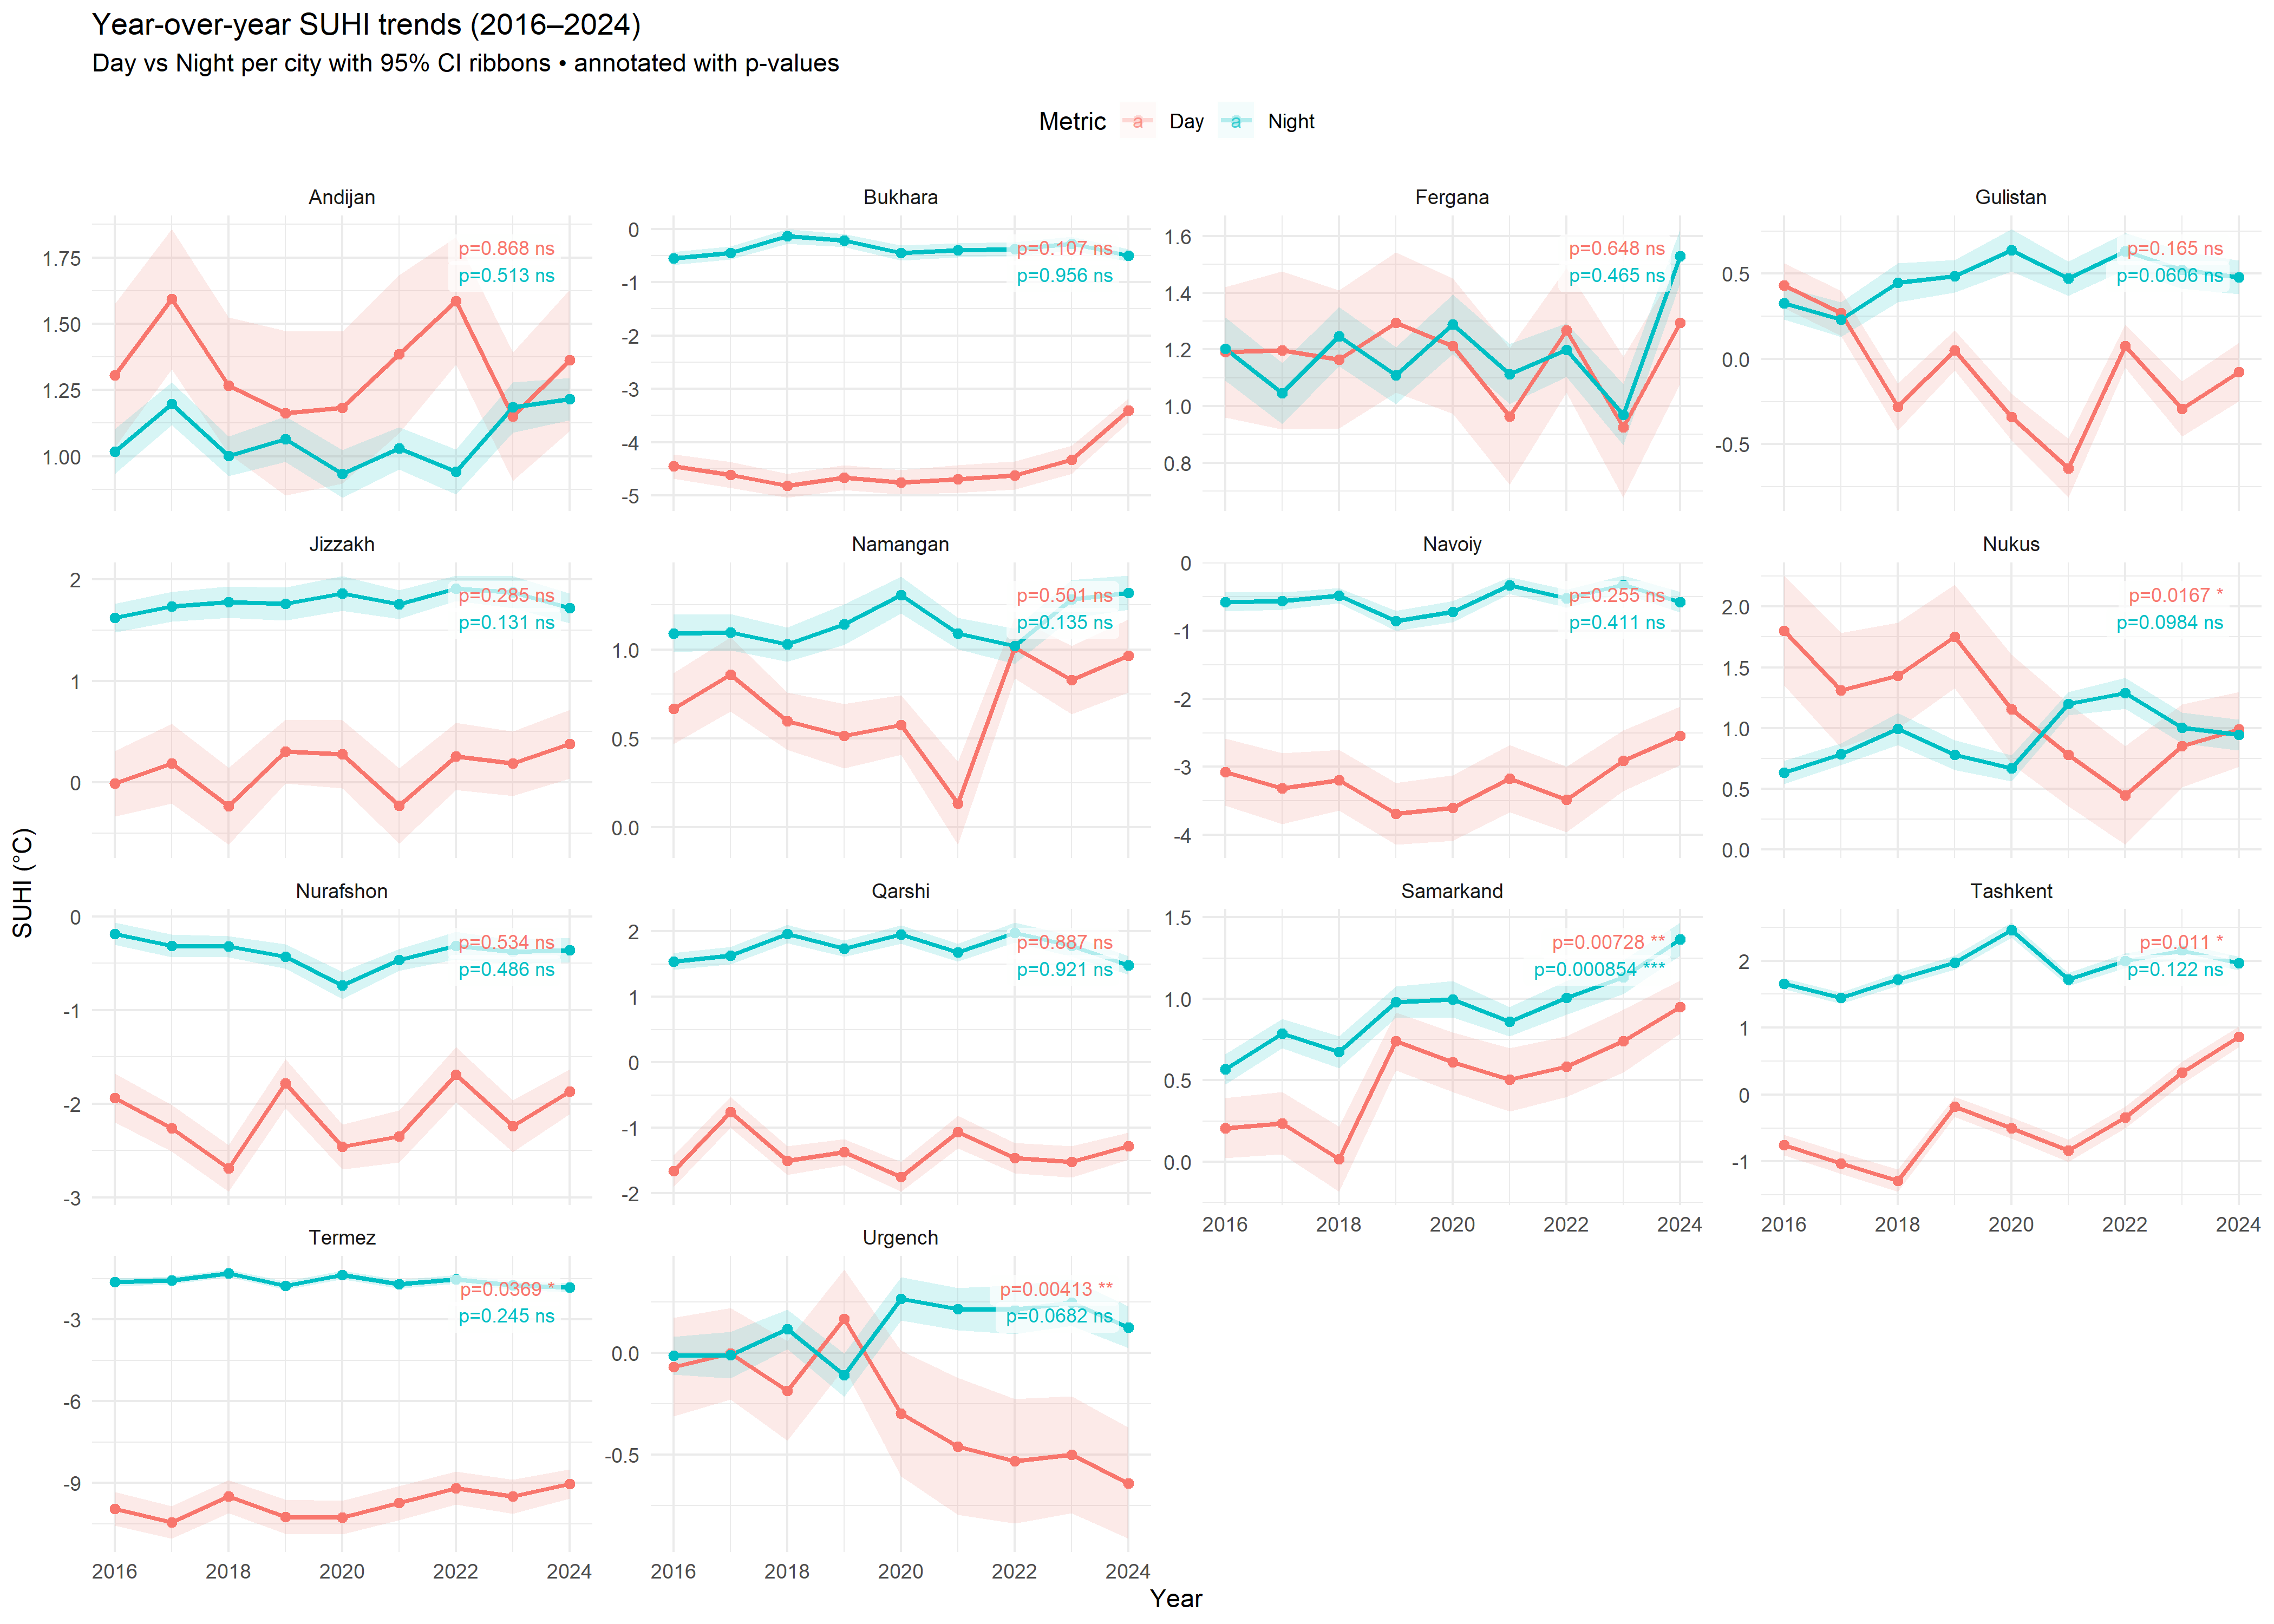 Year-over-year SUHI trends (2016–2024)
Day vs Night per city with 95% CI ribbons • annotated with p-values
Metric a Day a Night
SUHI (°C)
Andijan
1.75
1.50
1.25
1.00
p=0.868 ns
p=0.513 ns
Bukhara
0
-1
-2
-3
-4
-5
p=0.107 ns
p=0.956 ns
Fergana
1.6
1.4
1.2
1.0
0.8
p=0.648 ns
p=0.465 ns
Gulistan
0.5
0.0
-0.5
p=0.165 ns
p=0.0606 ns
Jizzakh
2
1
0
p=0.285 ns
p=0.131 ns
Namangan
1.0
0.5
0.0
p=0.501 ns
p=0.135 ns
Navoiy
0
-1
-2
-3
-4
p=0.255 ns
p=0.411 ns
Nukus
2.0
1.5
1.0
0.5
0.0
p=0.0167 *
p=0.0984 ns
Nurafshon
0
-1
-2
-3
p=0.534 ns
p=0.486 ns
Qarshi
2
1
0
-1
-2
p=0.887 ns
p=0.921 ns
Samarkand
1.5
1.0
0.5
0.0
p=0.00728 **
p=0.000854 ***
2016 2018 2020 2022 2024
Tashkent
2
1
0
-1
p=0.011 *
p=0.122 ns
2016 2018 2020 2022 2024
Termez
-3
-6
-9
p=0.0369 *
p=0.245 ns
2016 2018 2020 2022 2024
Urgench
0.0
-0.5
p=0.00413 **
p=0.0682 ns
2016 2018 2020 2022 2024
Year